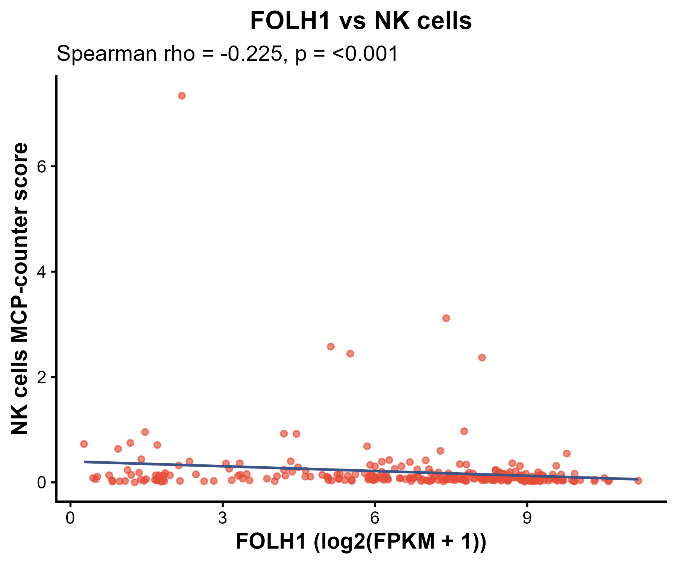 FOLH1 vs NK cells
Spearman rho = -0.225, p = <0.001
NK cells MCP-counter score
6
4
2
0
0 3 6 9
FOLH1 (log2(FPKM + 1))